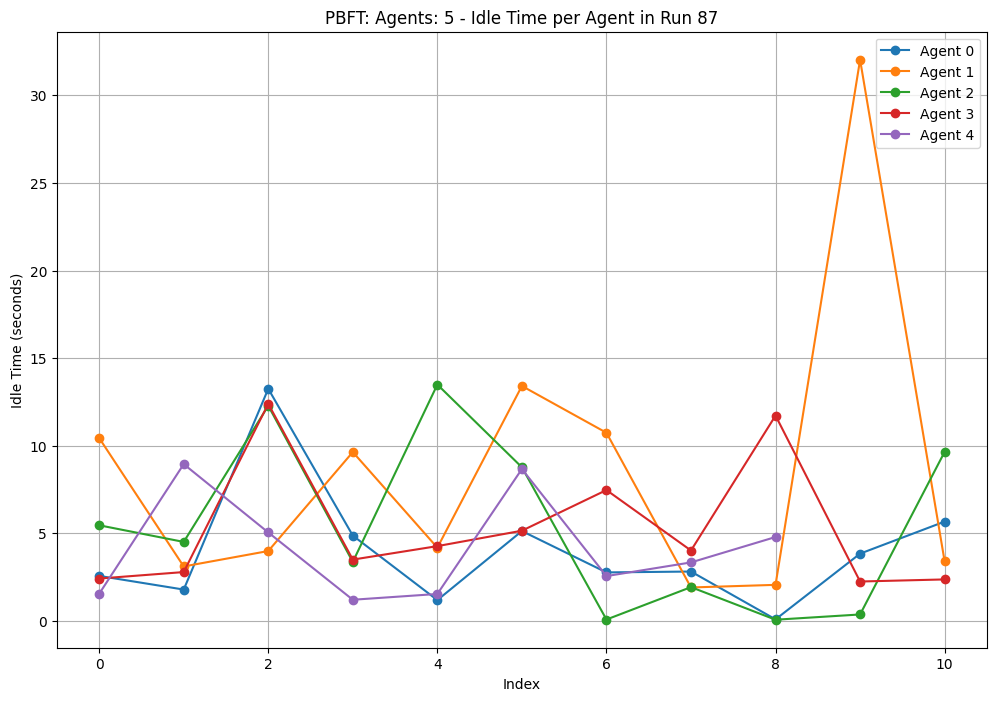 PBFT: Agents: 5 - Idle Time per Agent in Run 87
Agent 0
Agent 1
Agent 2
Agent 3
Agent 4
Idle Time (seconds)
30
25
20
15
10
5
0
0 2 4 6 8 10
Index